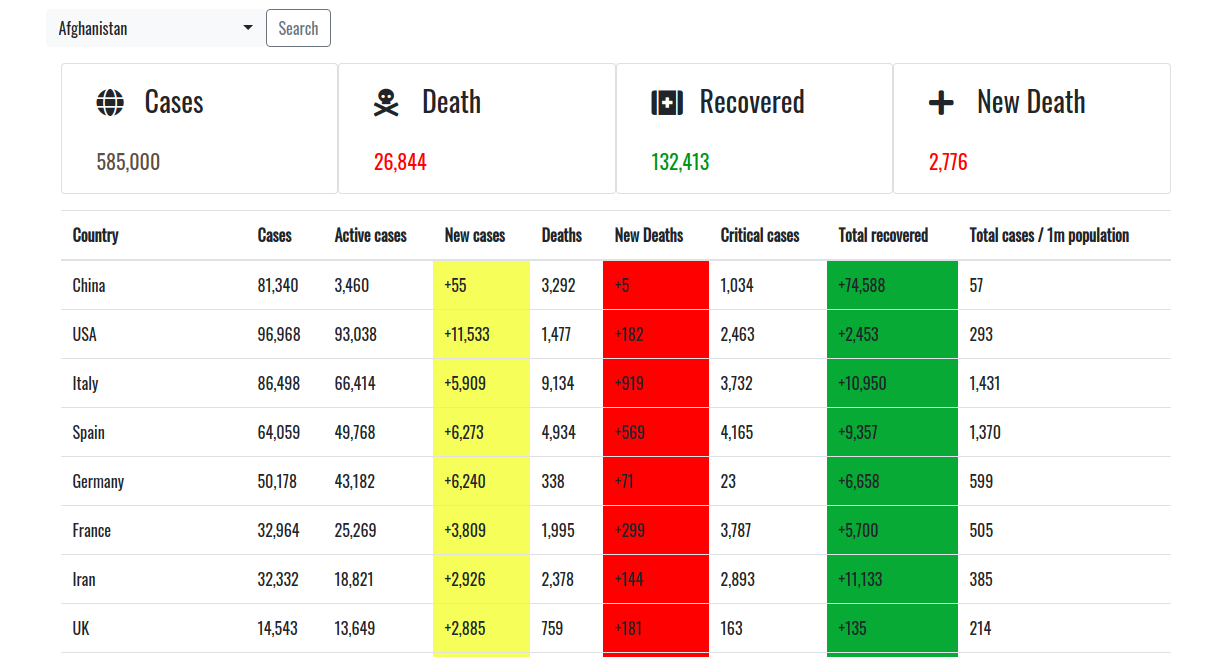 Afghanistan Search
Cases Death Recovered New Death
585,000 26,844 132,413 2,776
Country Cases Active cases New cases Deaths New Deaths Critical cases Total recovered Total cases / 1m population
China 81,340 3,460 +55 3,292 +5 1,034 +74,588 57
USA 96,968 93,038 +11,533 1,477 +182 2,463 +2,453 293
Italy 86,498 66,414 +5,909 9,134 +919 3,732 +10,950 1,431
Spain 64,059 49,768 +6,273 4,934 +569 4,165 +9,357 1,370
Germany 50,178 43,182 +6,240 338 +71 23 +6,658 599
France 32,964 25,269 +3,809 1,995 +299 3,787 +5,700 505
Iran 32,332 18,821 +2,926 2,378 +144 2,893 +11,133 385
UK 14,543 13,649 +2,885 759 +181 163 +135 214